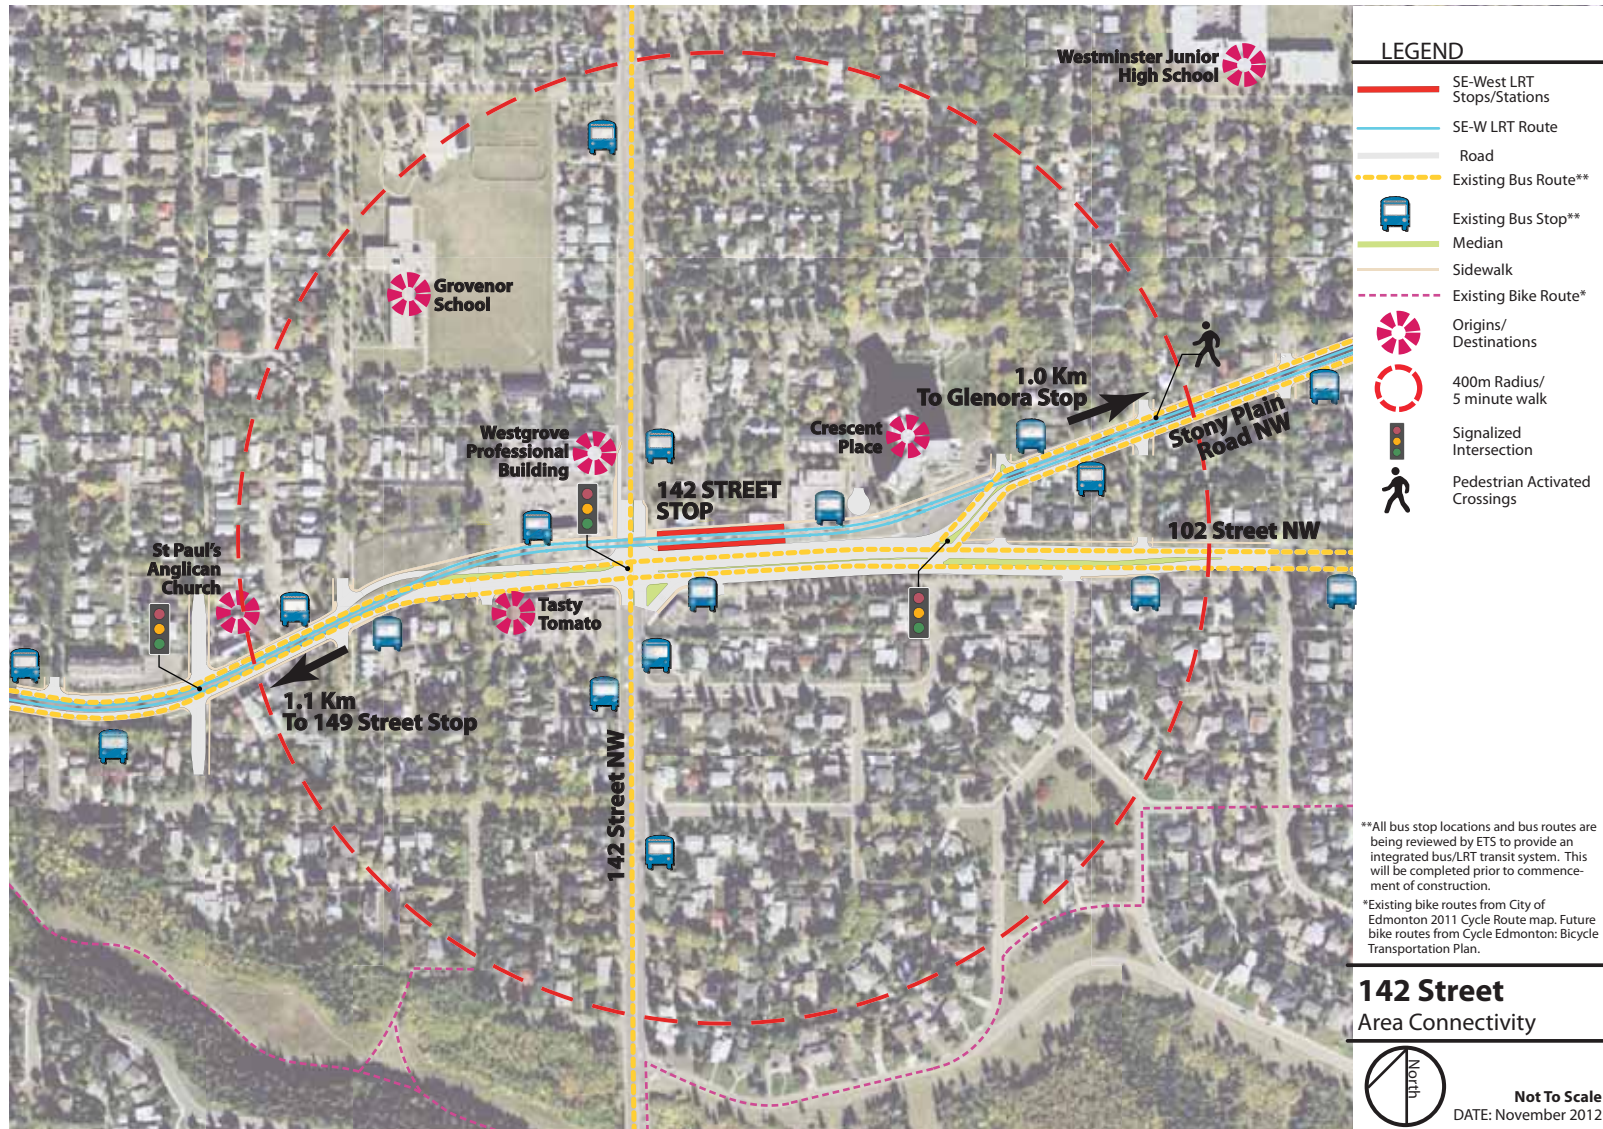 Westminster Junior
High School
Grovenor
School
1.0 Km
To Glenora Stop
Stony Plain
Road NW
Crescent
Place
Westgrove
Professional
Building
142 STREET
STOP
102 Street NW
St Paul's
Anglican
Church
Tasty
Tomato
1.1 Km
To 149 Street Stop
142 Street NW
LEGEND
SE-West LRT
Stops/Stations
SE-W LRT Route
Road
Existing Bus Route**
Existing Bus Stop**
Median
Sidewalk
Existing Bike Route*
Origins/
Destinations
400m Radius/
5 minute walk
Signalized
Intersection
Pedestrian Activated
Crossings
**All bus stop locations and bus routes are
being reviewed by ETS to provide an
integrated bus/LRT transit system. This
will be completed prior to commence-
ment of construction.
*Existing bike routes from City of
Edmonton 2011 Cycle Route map. Future
bike routes from Cycle Edmonton: Bicycle
Transportation Plan.
142 Street
Area Connectivity
North
Not To Scale
DATE: November 2012